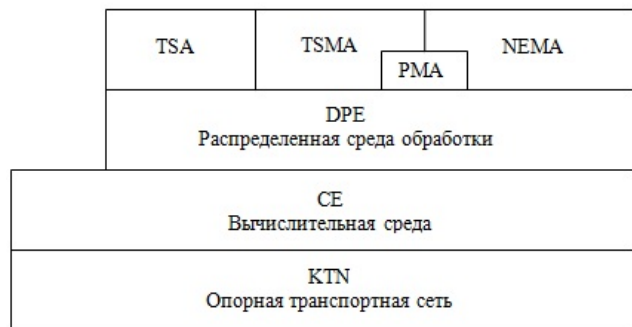 TSA
TSMA
NEMA
PMA
DPE
Распределенная среда обработки
CE
Вычислительная среда
KTN
Опорная транспортная сеть